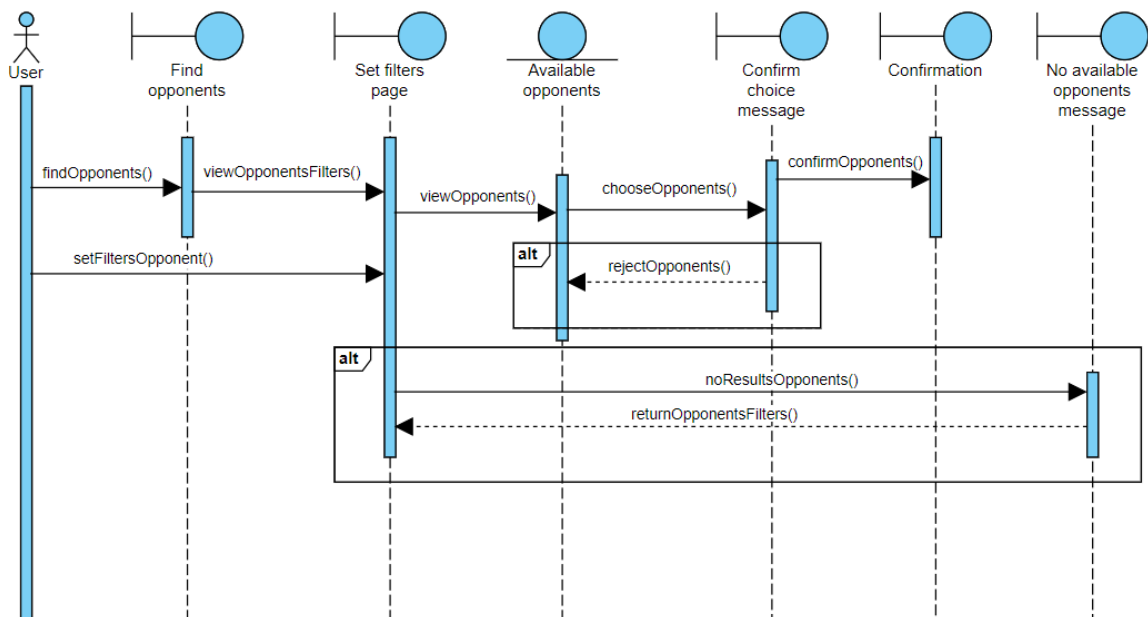 User
Find
opponents
Set filters
page
Available
opponents
Confirm
choice
message
Confirmation
No available
opponents
message
findOpponents()
viewOpponentsFilters()
viewOpponents()
chooseOpponents()
confirmOpponents()
setFiltersOpponent()
alt
rejectOpponents()
alt
noResultsOpponents()
returnOpponentsFilters()